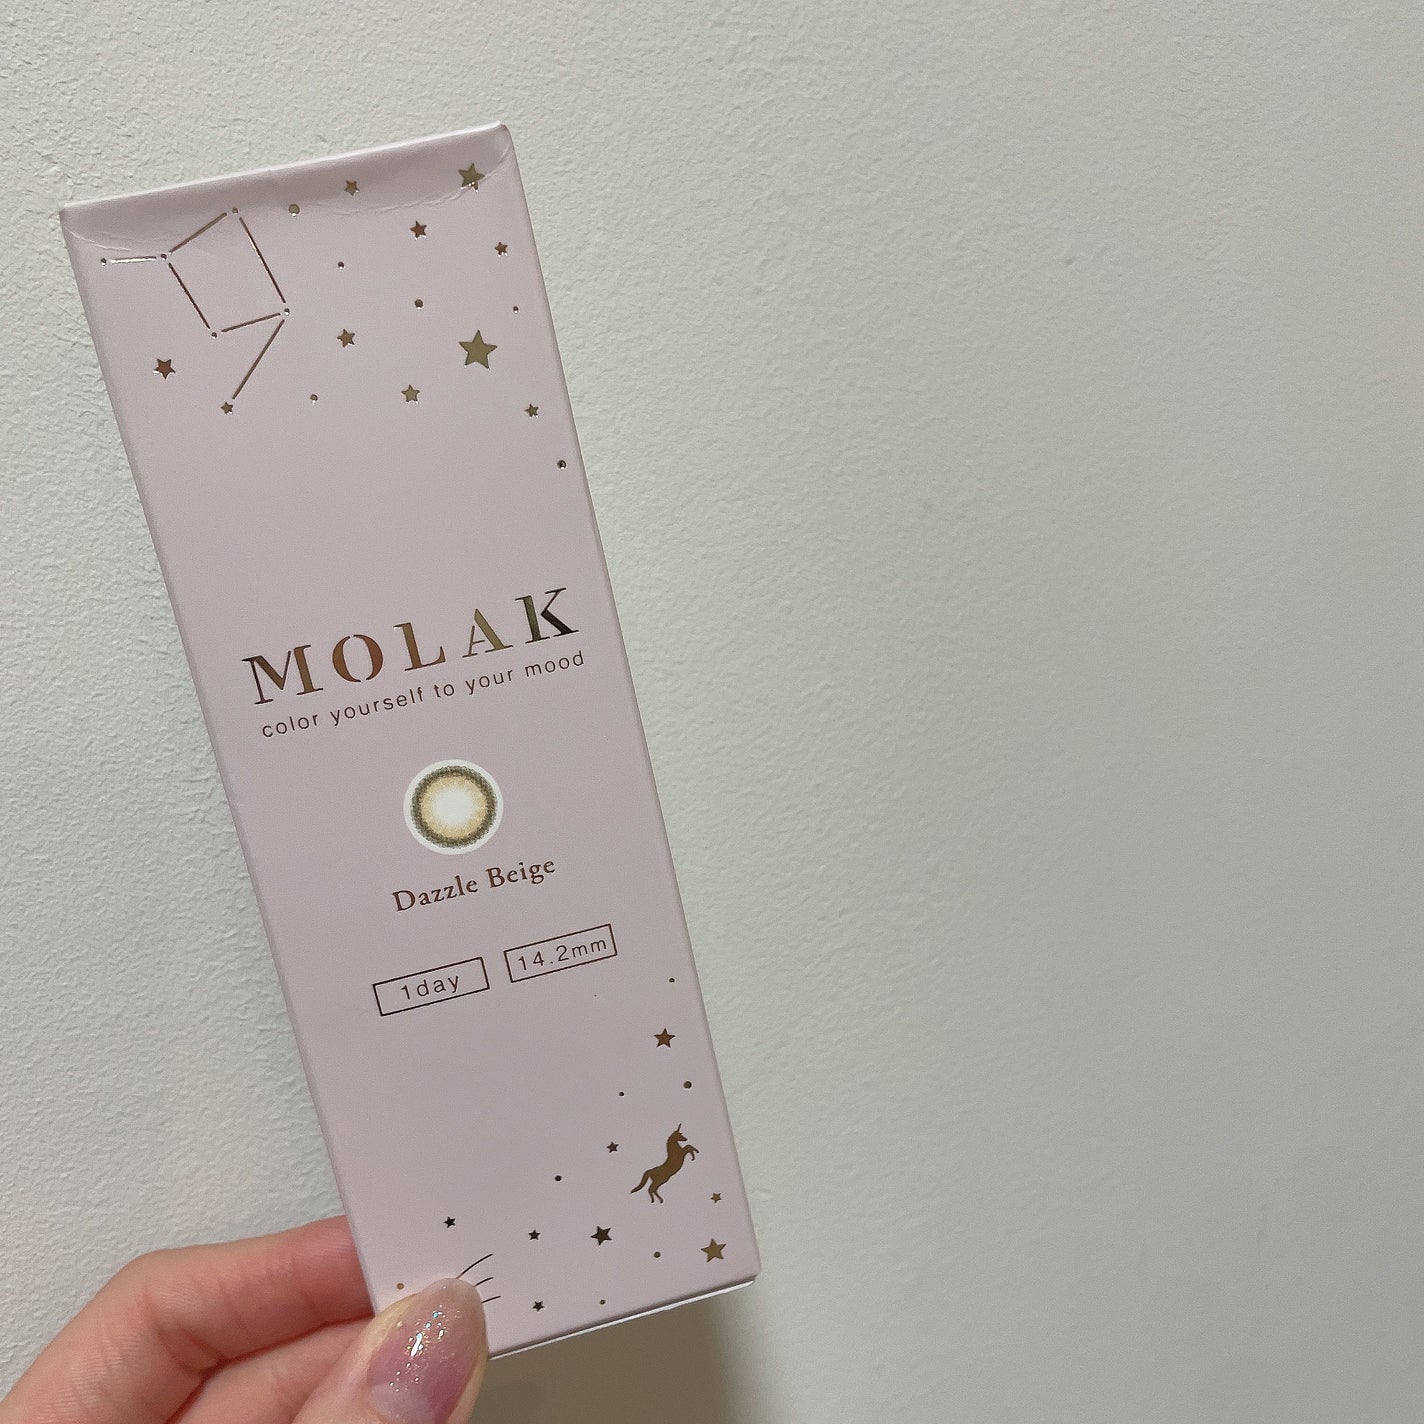 MOLAK
color yourself to your mood
Dazzle Beige
1day 14.2mm